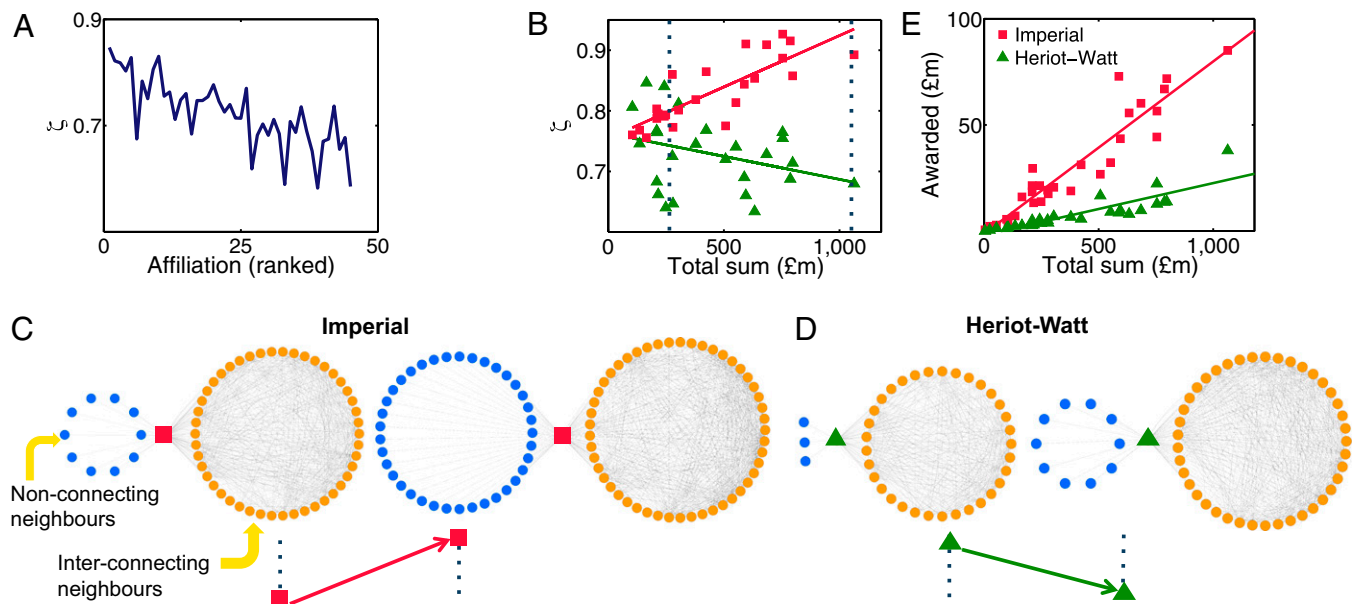 A
0.9
0.7
ζ
0
25
50
Affiliation (ranked)
B
0.9
0.8
0.7
ζ
0
500
1,000
Total sum (£m)
E
100
50
Awarded (£m)
Imperial
Heriot−Watt
0
500
1,000
Total sum (£m)
C
Imperial
Non-connecting
neighbours
Inter-connecting
neighbours
D
Heriot-Watt